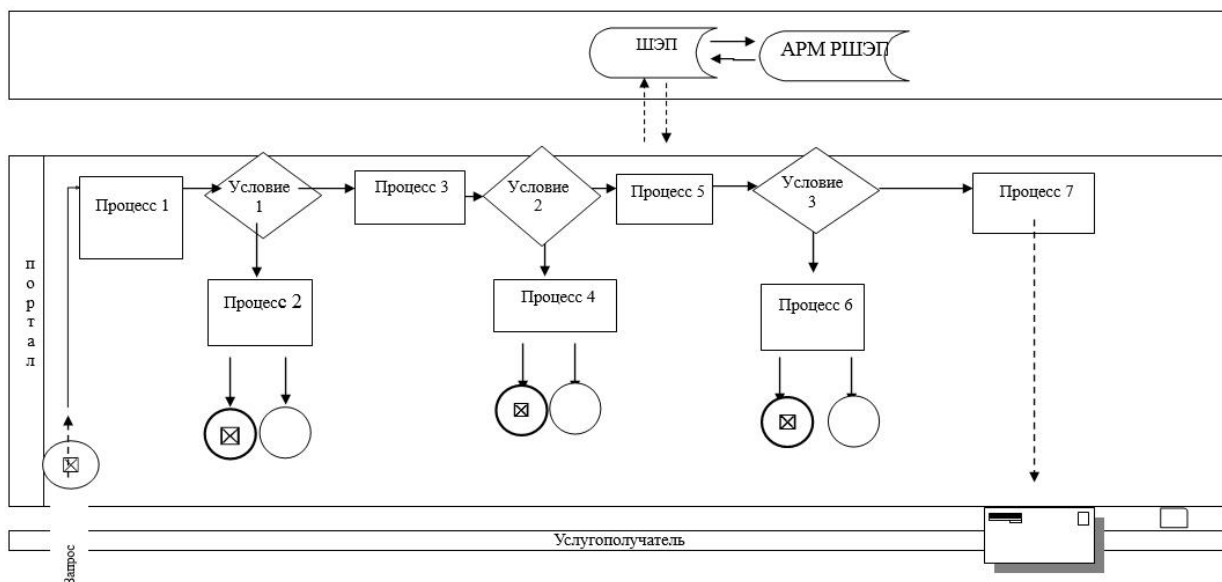 ШЭП
АРМ РШЭП
портал
Процесс 1
Условие
1
Процесс 3
Условие
2
Процесс 5
Условие
3
Процесс 7
Процесс 2
Процесс 4
Процесс 6
Запрос
Услугополучатель